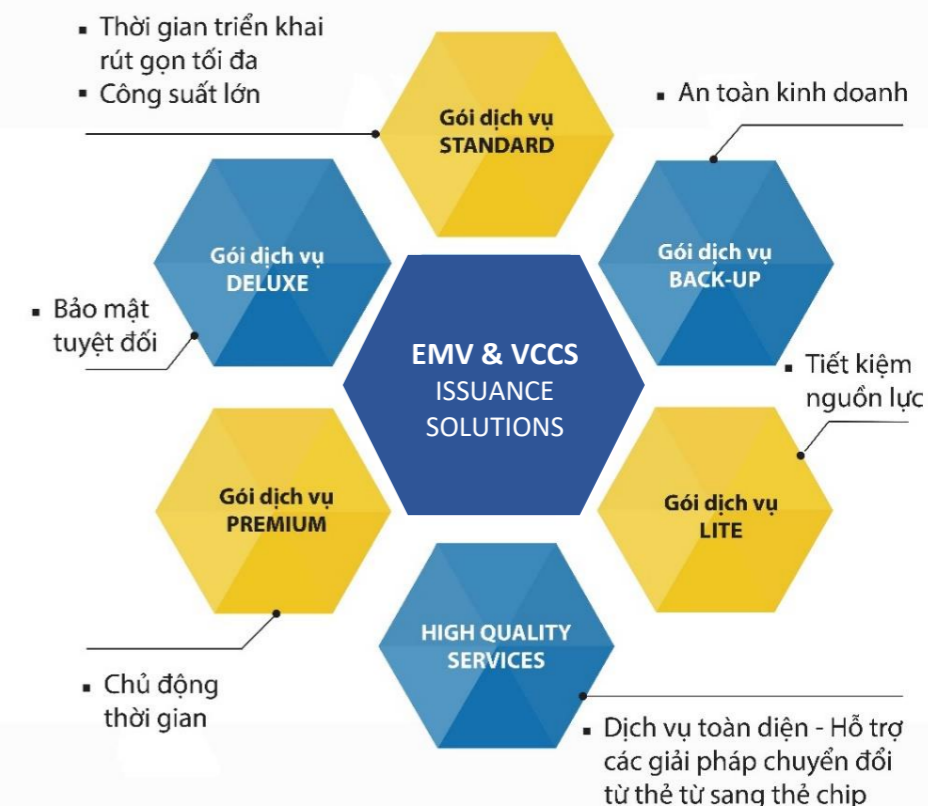 ▪ Thời gian triển khai
rút gọn tối đa
▪ Công suất lớn
Gói dịch vụ
STANDARD
▪ An toàn kinh doanh
Gói dịch vụ
DELUXE
Gói dịch vụ
BACK-UP
▪ Bảo mật
tuyệt đối
EMV & VCCS
ISSUANCE
SOLUTIONS
▪ Tiết kiệm
nguồn lực
Gói dịch vụ
PREMIUM
Gói dịch vụ
LITE
HIGH QUALITY
SERVICES
▪ Chủ động
thời gian
▪ Dịch vụ toàn diện - Hỗ trợ
các giải pháp chuyển đổi
từ thẻ từ sang thẻ chip